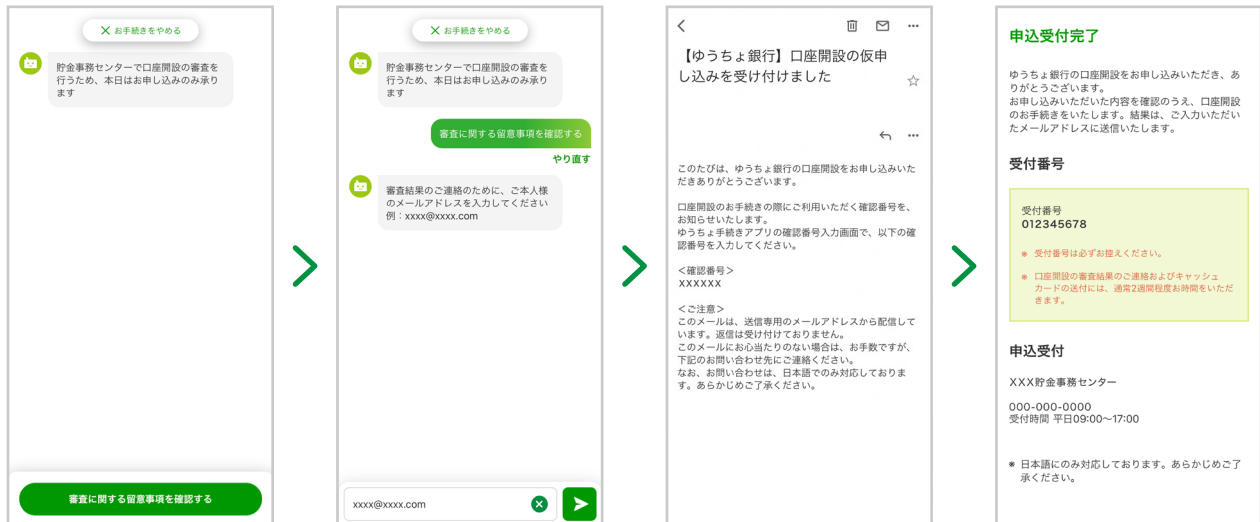 × お手続きをやめる
貯金事務センターで口座開設の審査を
行うため、本日はお申し込みのみ承り
ます
審査に関する留意事項を確認する
× お手続きをやめる
貯金事務センターで口座開設の審査を
行うため、本日はお申し込みのみ承り
ます
審査に関する留意事項を確認する
やり直す
審査結果のご連絡のために、ご本人様
のメールアドレスを入力してください
例：xxxx@xxxx.com
xxxx@xxxx.com
【ゆうちょ銀行】口座開設の仮申
し込みを受け付けました
このたびは、ゆうちょ銀行の口座開設をお申し込みいた
だきありがとうございます。
口座開設のお手続きの際にご利用いただく確認番号を、
お知らせいたします。
ゆうちょ手続きアプリの確認番号入力画面で、以下の確
認番号を入力してください。
＜確認番号＞
XXXXXX
＜ご注意＞
このメールは、送信専用のメールアドレスから配信して
います。返信は受け付けておりません。
このメールにお心当たりのない場合は、お手数ですが、
下記のお問い合わせ先にご連絡ください。
なお、お問い合わせは、日本語でのみ対応しておりま
す。あらかじめご了承ください。
申込受付完了
ゆうちょ銀行の口座開設をお申し込みいただき、あ
りがとうございます。
お申し込みいただいた内容を確認のうえ、口座開設
のお手続きをいたします。結果は、ご入力いただい
たメールアドレスに送信いたします。
受付番号
受付番号
012345678
※ 受付番号は必ずお控えください。
※ 口座開設の審査結果のご連絡およびキャッシュ
カードの送付には、通常2週間程度お時間をいただ
きます。
申込受付
XXX貯金事務センター
000-000-0000
受付時間 平日09:00〜17:00
※ 日本語にのみ対応しております。あらかじめご了
承ください。